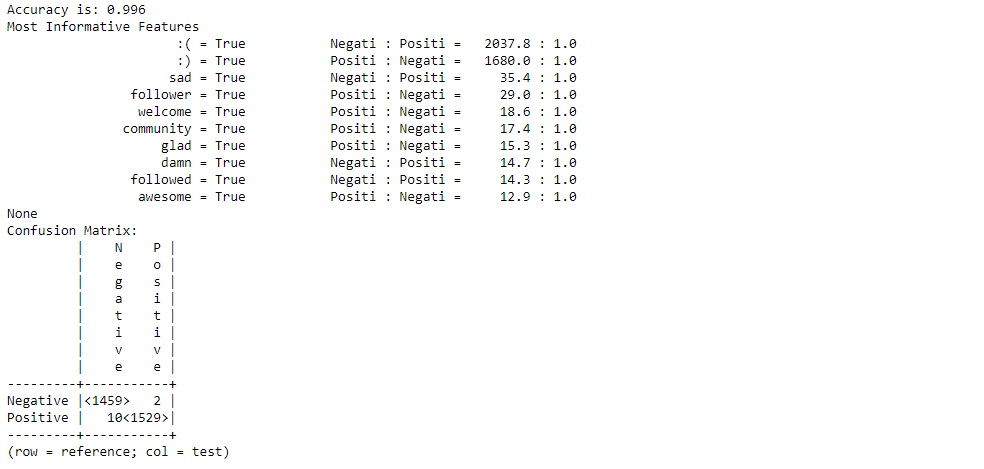 Accuracy is: 0.996
Most Informative Features
                      :( = True           Negati : Positi =   2037.8 : 1.0
                      :) = True           Positi : Negati =   1680.0 : 1.0
                     sad = True           Negati : Positi =     35.4 : 1.0
                follower = True           Positi : Negati =     29.0 : 1.0
                 welcome = True           Positi : Negati =     18.6 : 1.0
               community = True           Positi : Negati =     17.4 : 1.0
                    glad = True           Positi : Negati =     15.3 : 1.0
                    damn = True           Negati : Positi =     14.7 : 1.0
                followed = True           Negati : Positi =     14.3 : 1.0
                 awesome = True           Positi : Negati =     12.9 : 1.0
None
Confusion Matrix:
         |    N    P |
         |    e    o |
         |    g    s |
         |    a    i |
         |    t    t |
         |    i    i |
         |    v    v |
         |    e    e |
---------+-----------+
Negative |<1459>   2 |
Positive |   10<1529>|
---------+-----------+
(row = reference; col = test)